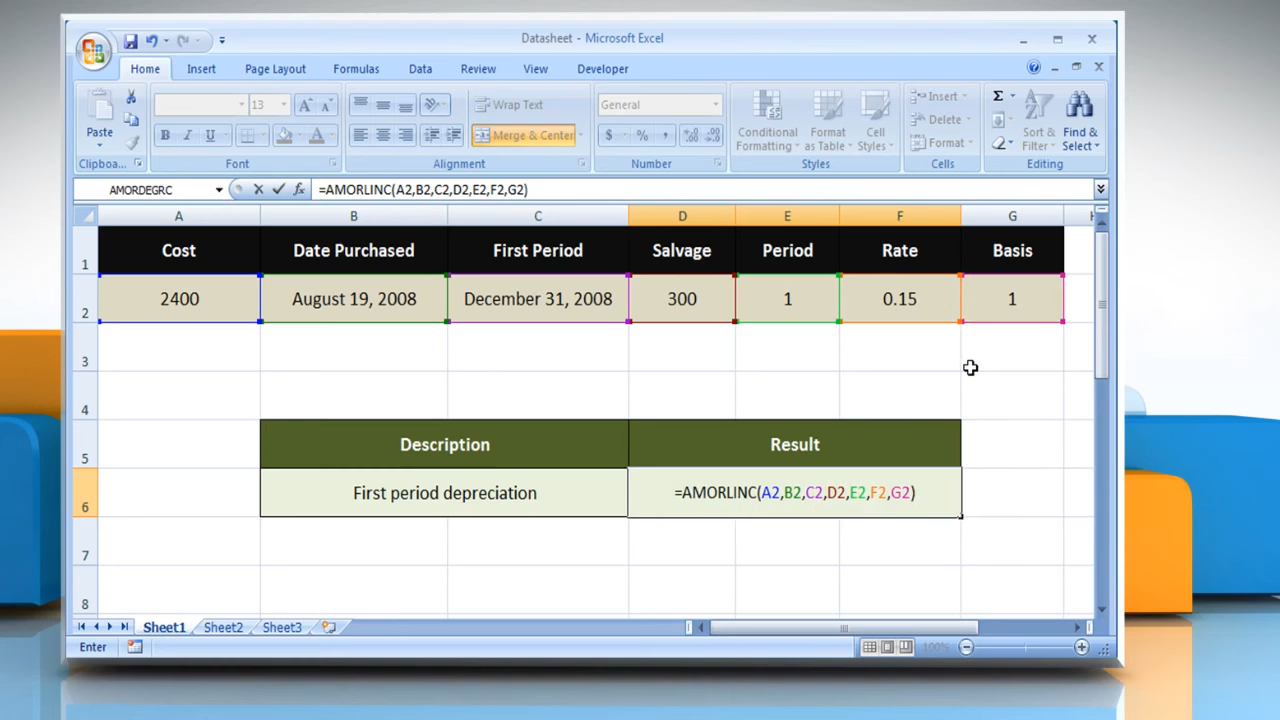 Datasheet - Microsoft Excel
Home Insert Page Layout Formulas Data Review View Developer
Paste
13
Wrap Text
Merge & Center
General
$ % ,
Conditional Formatting
Format as Table
Cell Styles
Insert
Delete
Format
Sort & Filter
Find & Select
Clipboa... Font Alignment Number Styles Cells Editing
AMORDEGRC =AMORLINC(A2,B2,C2,D2,E2,F2,G2)
A B C D E F G H
1 Cost Date Purchased First Period Salvage Period Rate Basis
2 2400 August 19, 2008 December 31, 2008 300 1 0.15 1
3
4
5 Description Result
6 First period depreciation =AMORLINC(A2,B2,C2,D2,E2,F2,G2)
7
8
Sheet1 Sheet2 Sheet3
Enter 100%